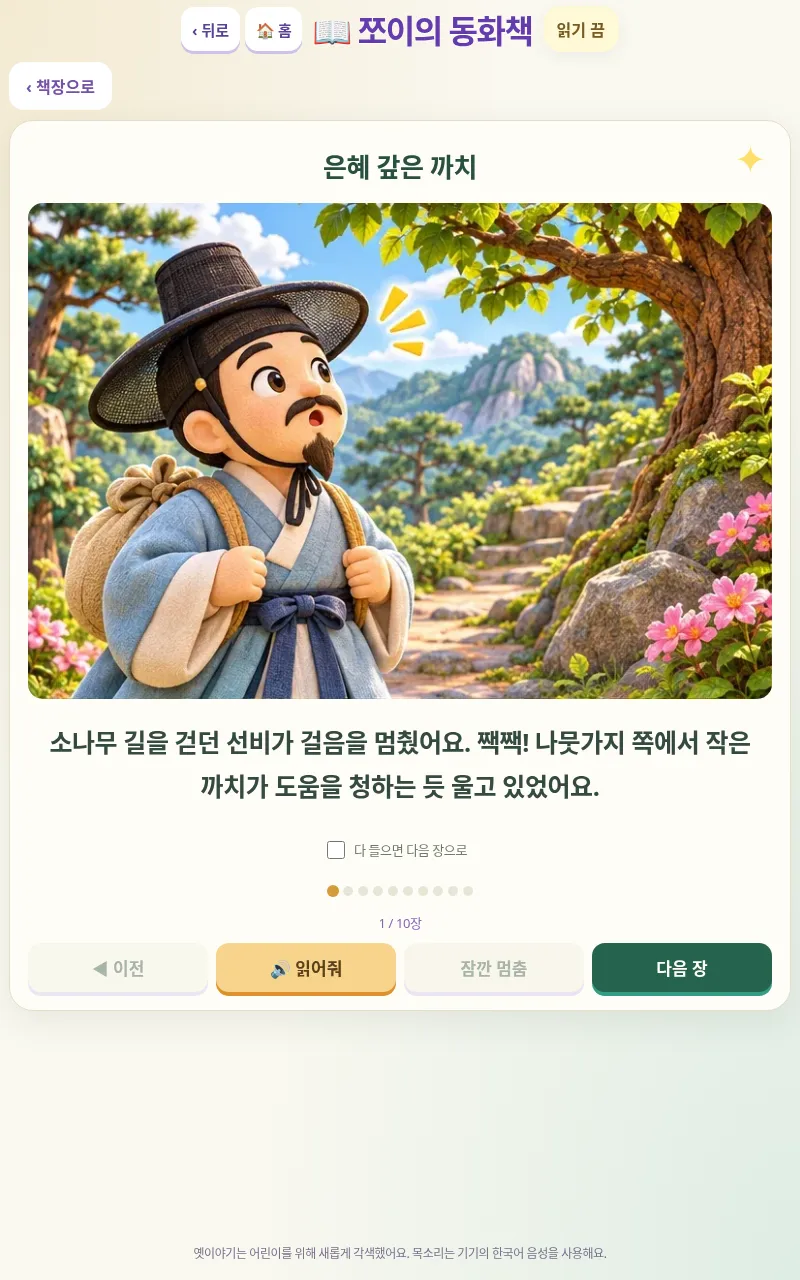 ‹ 뒤로 🏠 홈 📖 쪼이의 동화책 읽기 끝
‹ 책장으로
은혜 갚은 까치
소나무 길을 걷던 선비가 걸음을 멈췄어요. 짹짹! 나뭇가지 쪽에서 작은
까치가 도움을 청하는 듯 울고 있었어요.
다 들으면 다음 장으로
1 / 10장
◀ 이전 🔊 읽어줘 잠깐 멈춤 다음 장
옛이야기는 어린이를 위해 새롭게 각색했어요. 목소리는 기기의 한국어 음성을 사용해요.